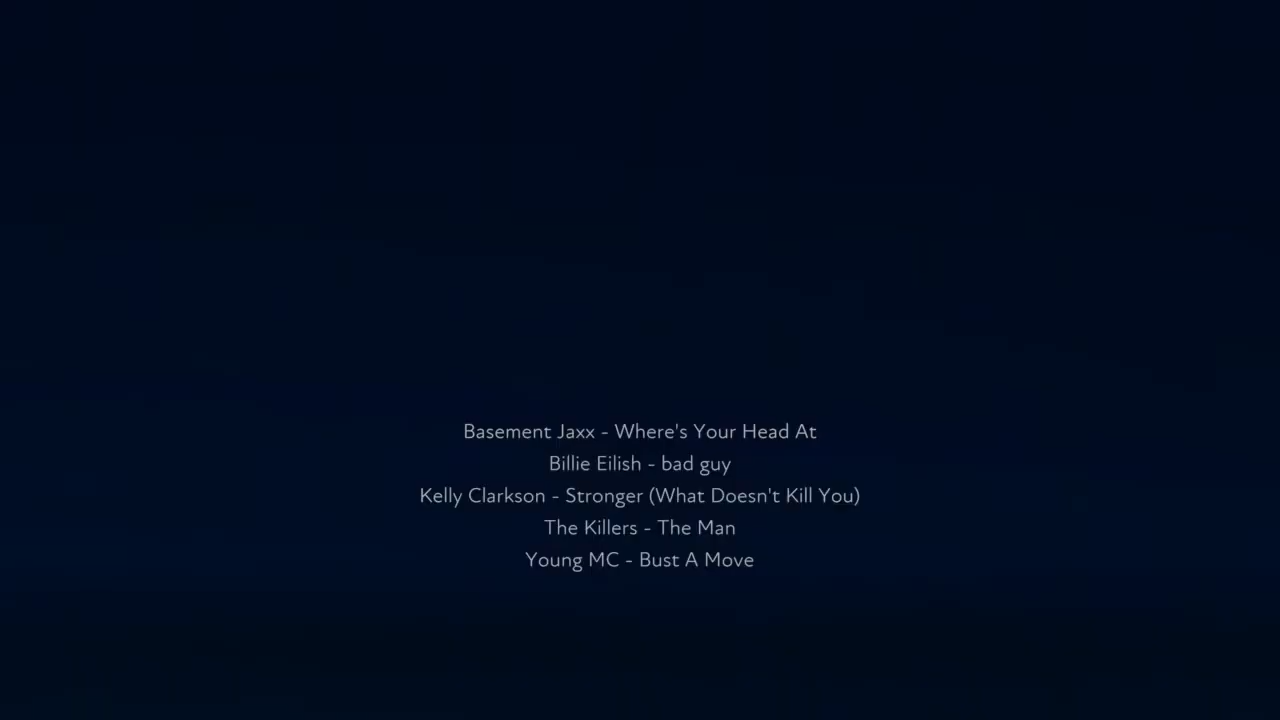 Basement Jaxx - Where's Your Head At
Billie Eilish - bad guy
Kelly Clarkson - Stronger (What Doesn't Kill You)
The Killers - The Man
Young MC - Bust A Move